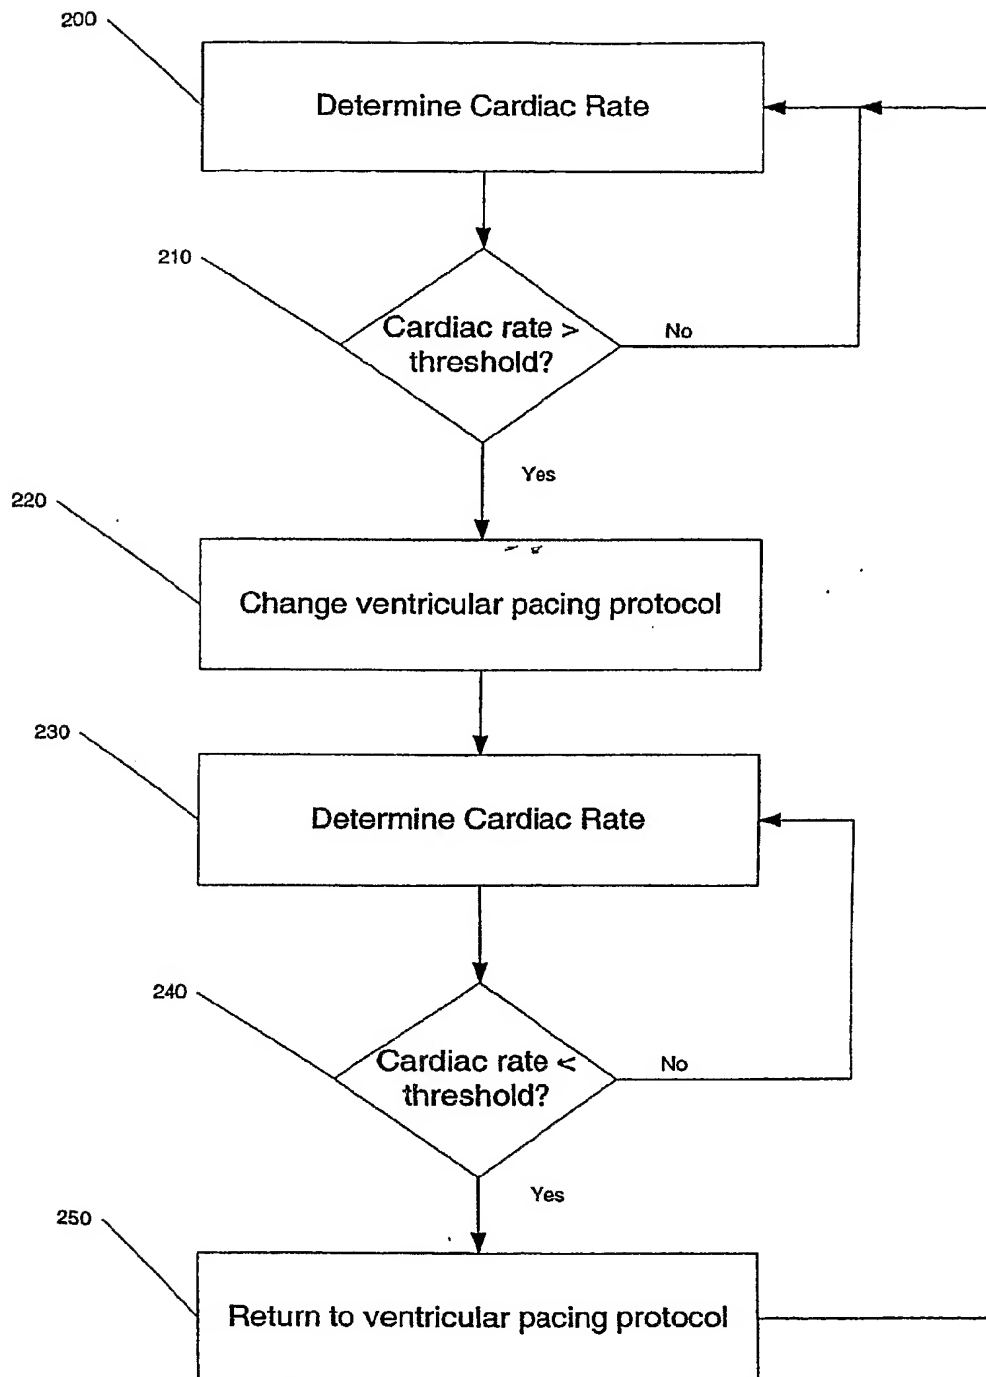 200
Determine Cardiac Rate
210
Cardiac rate >
threshold?
No
Yes
220
Change ventricular pacing protocol
230
Determine Cardiac Rate
240
Cardiac rate <
threshold?
No
Yes
250
Return to ventricular pacing protocol